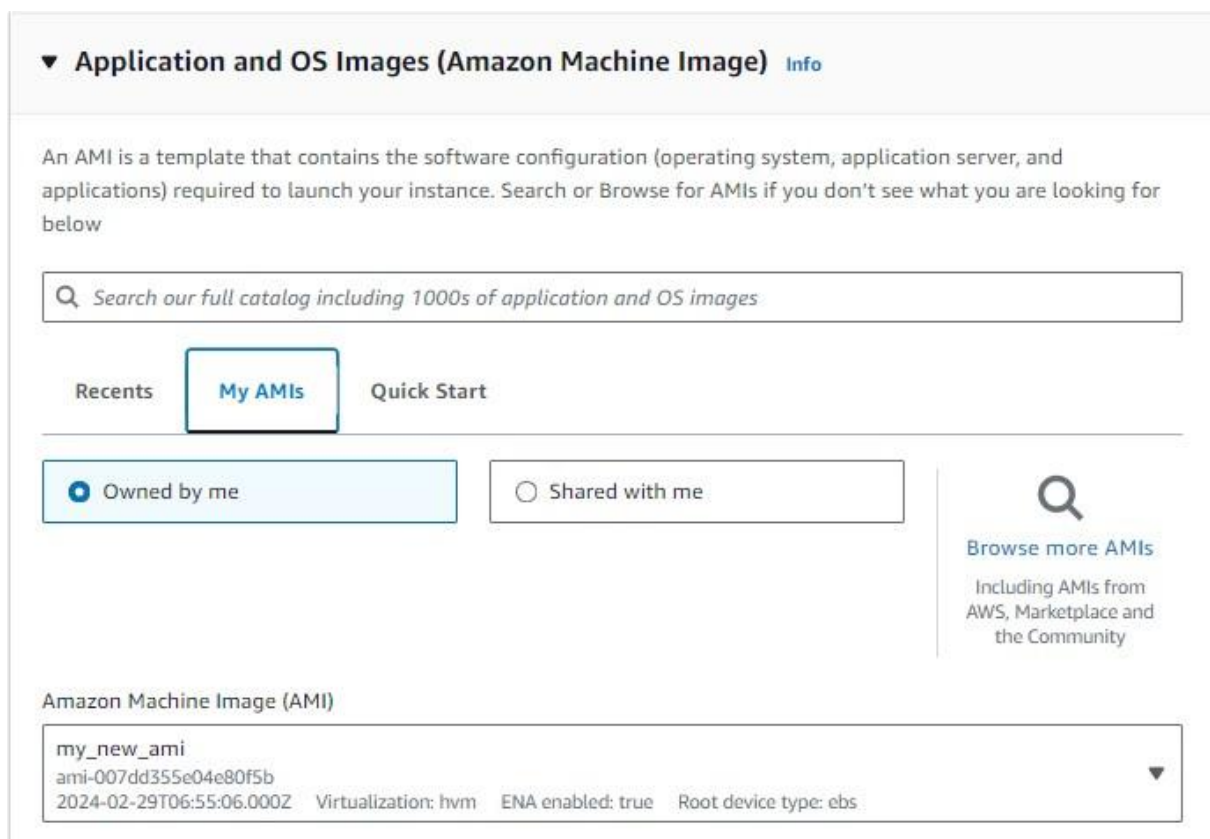 Application and OS Images (Amazon Machine Image) Info
An AMI is a template that contains the software configuration (operating system, application server, and
applications) required to launch your instance. Search or Browse for AMIs if you don't see what you are looking for
below
Search our full catalog including 1000s of application and OS images
Recents My AMIs Quick Start
Owned by me Shared with me
Browse more AMIs
Including AMIs from
AWS, Marketplace and
the Community
Amazon Machine Image (AMI)
my_new_ami
ami-007dd355e04e80f5b
2024-02-29T06:55:06.000Z Virtualization: hvm ENA enabled: true Root device type: ebs